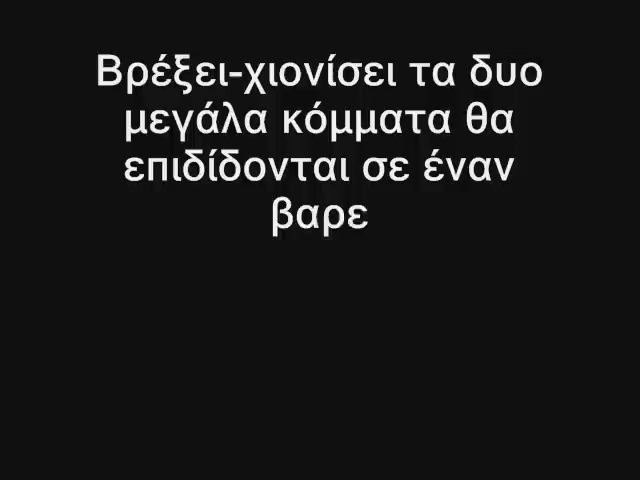 Βρέξει-χιονίσει τα δυο
μεγάλα κόμματα θα
επιδίδονται σε έναν
βαρε